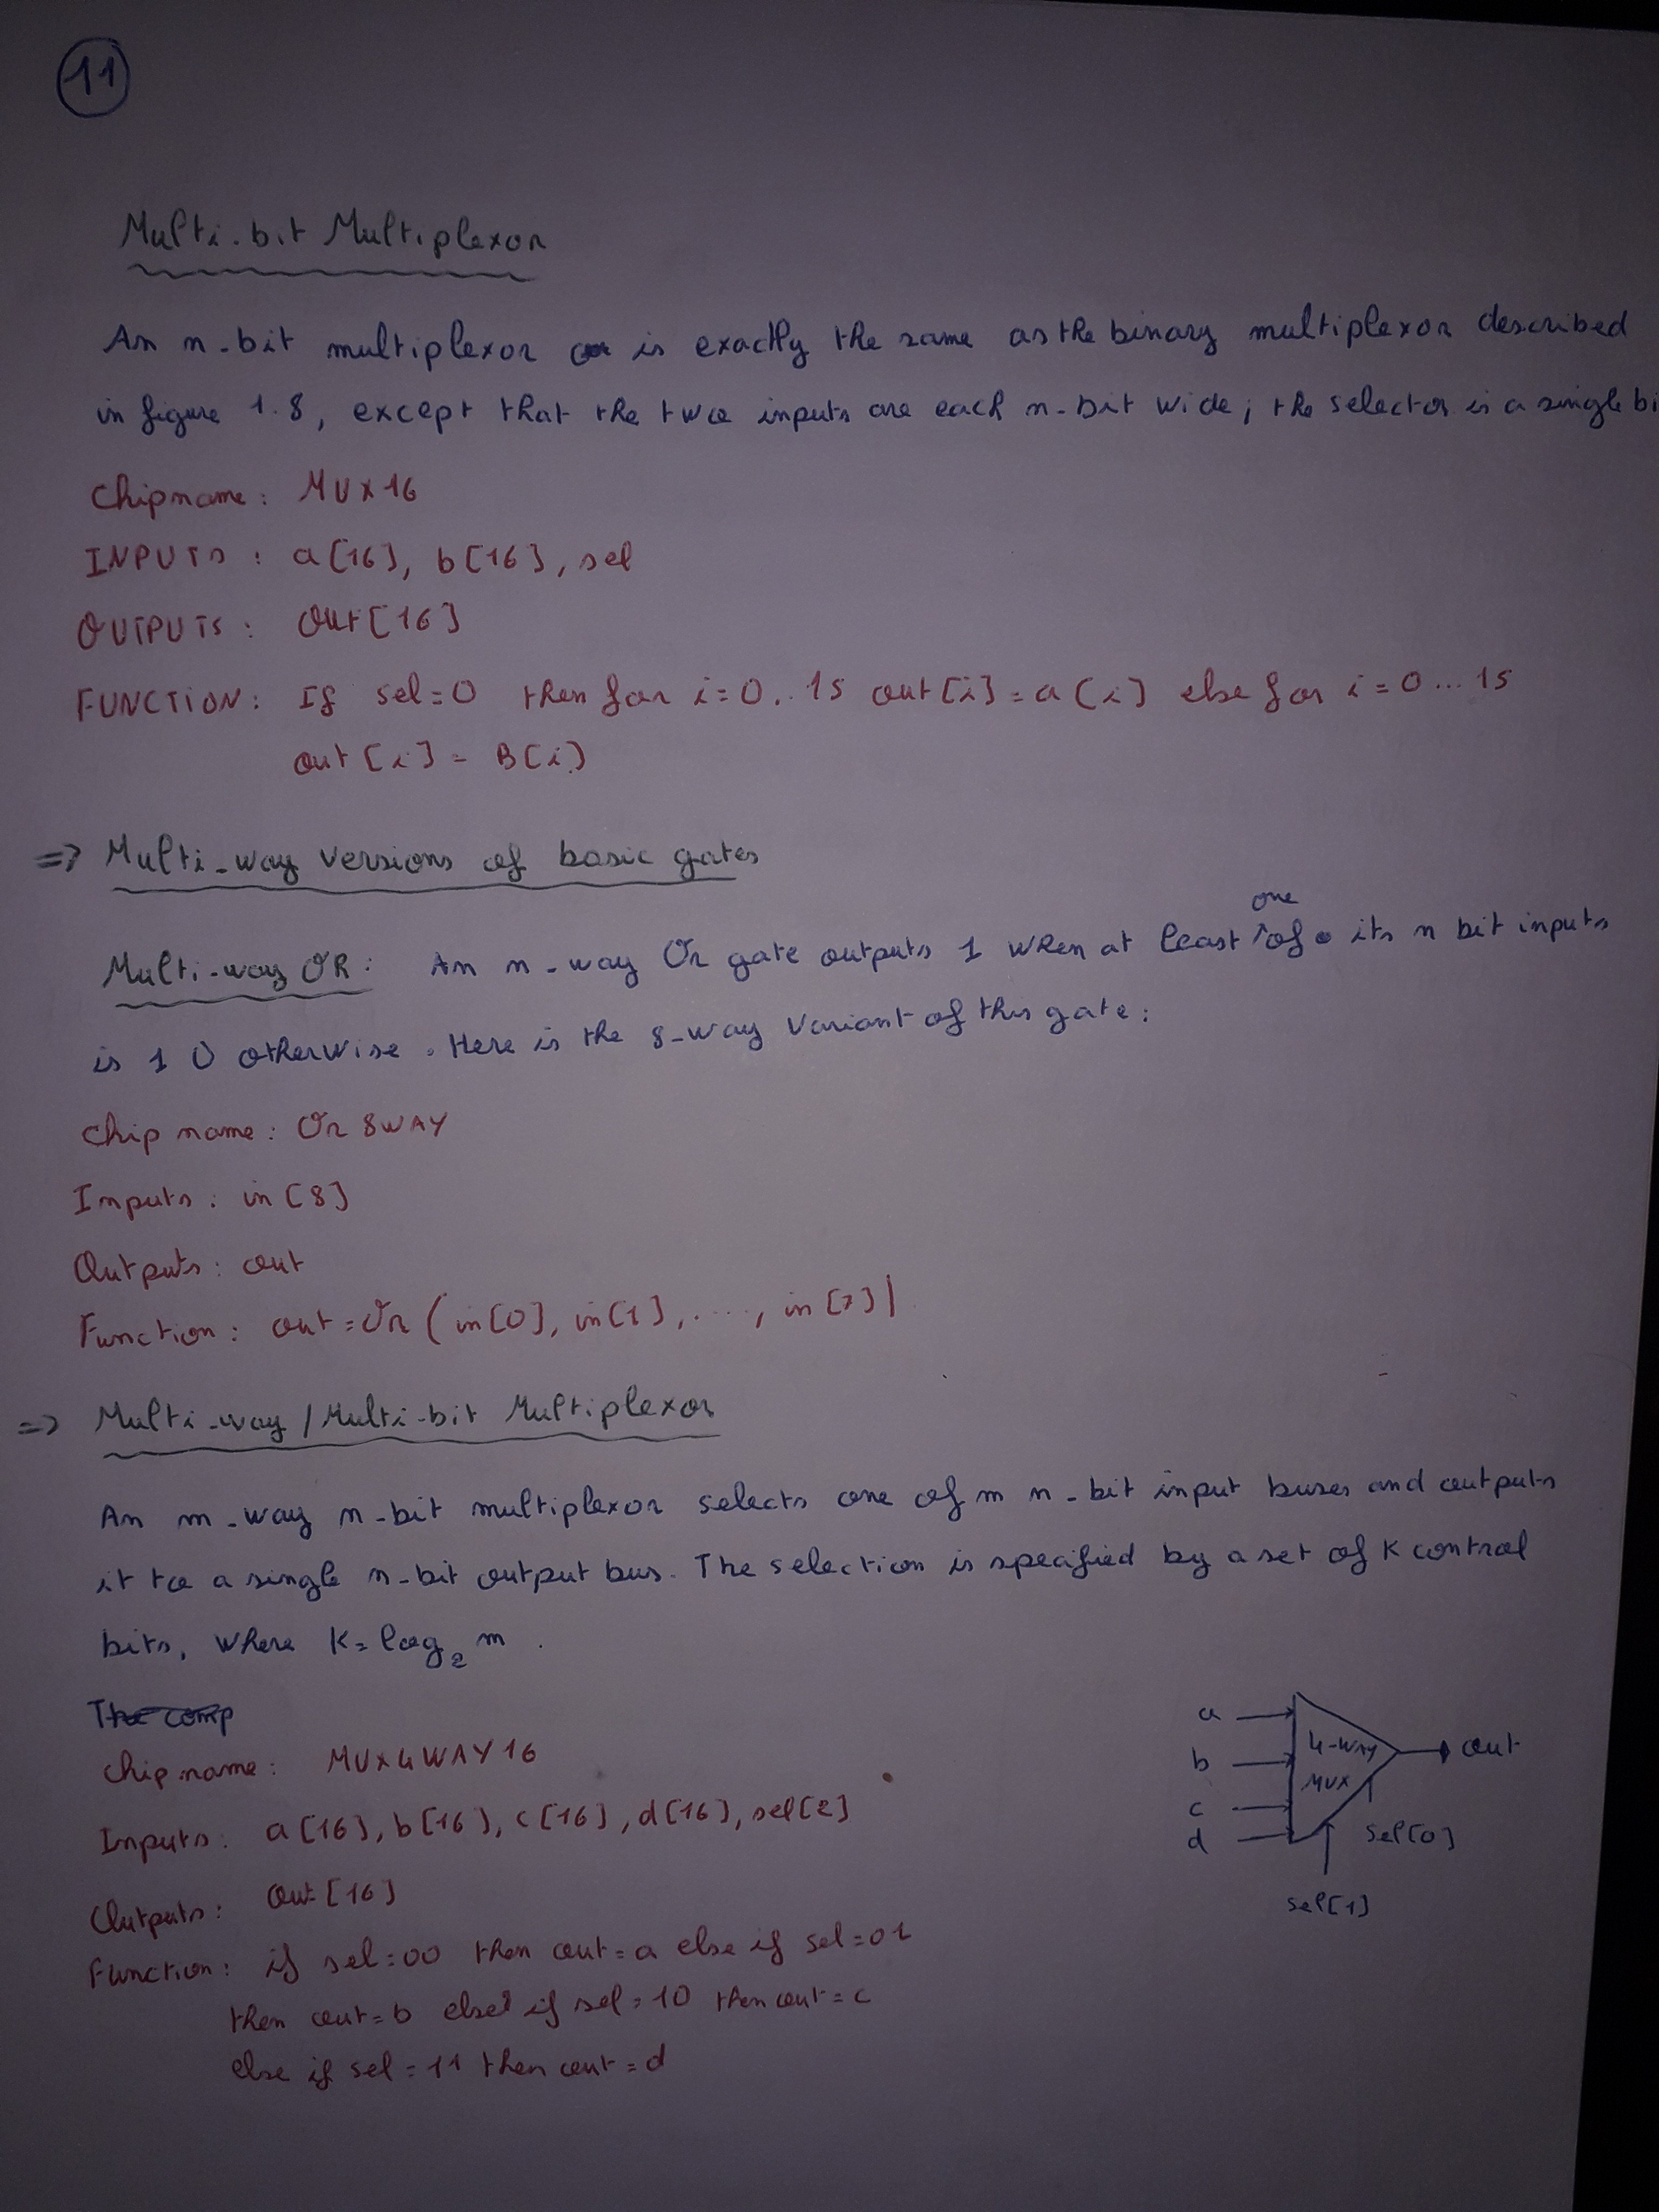 11
Multi-bit Multiplexor
An n-bit multiplexor is exactly the same as the binary multiplexor described
in figure 1.8, except that the two inputs are each n-bit wide; the selector is a single bi
Chipname: MUX16
INPUTS: a[16], b[16], sel
OUTPUTS: Out[16]
FUNCTION: If sel=0 then for i=0..15 out[i]=a[i] else for i=0...15
out[i] = B[i]
=> Multi-way versions of basic gates
Multi-way OR: An n-way Or gate outputs 1 when at least one of its n bit inputs
is 1 0 otherwise. Here is the 8-way variant of this gate:
Chip name: Or 8WAY
Inputs: in[8]
Outputs: out
Function: out=Or(in[0], in[1], ...., in[7])
=> Multi-way/Multi-bit Multiplexor
An m-way n-bit multiplexor selects one of m n-bit input buses and outputs
it to a single n-bit output bus. The selection is specified by a set of K control
bits, where K=log₂ m.
The comp
Chip name: MUX4WAY16
Inputs: a[16], b[16], c[16], d[16], sel[2]
Outputs: Out[16]
Function: if sel=00 then out=a else if sel=01
then out=b else if sel=10 then out=c
else if sel=11 then out=d
a
b
c
d
4-WAY
MUX
out
sel[0]
sel[1]